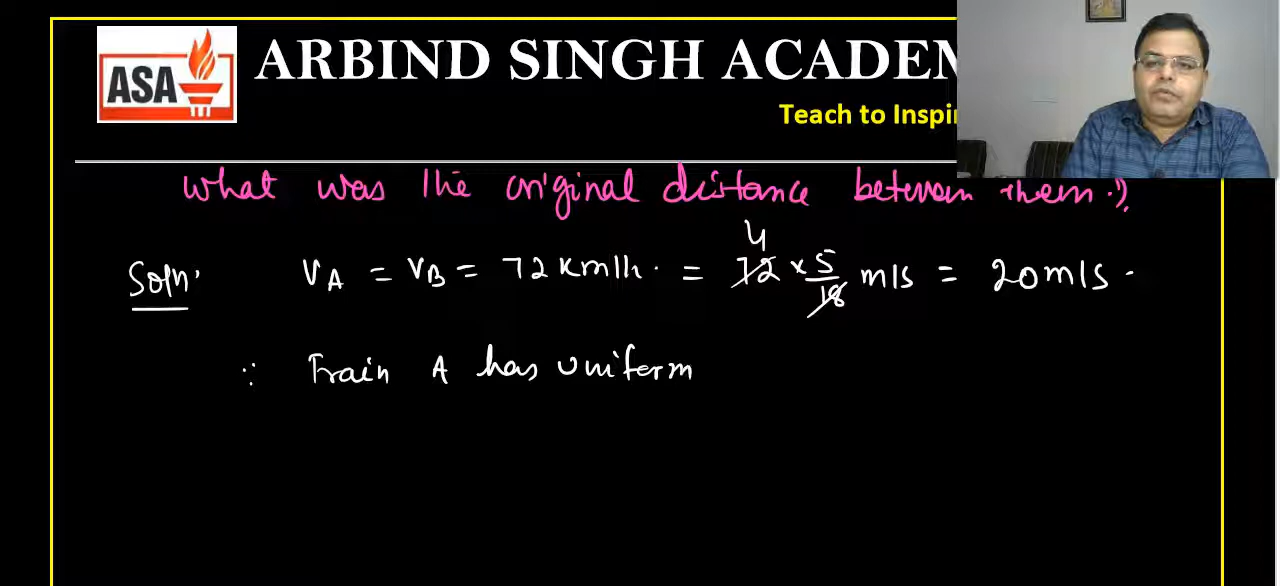 ASA
ARBIND SINGH ACADEM
Teach to Inspi
what was the original distance between them?
Soln. VA = VB = 72 km/h. = 72 × 5/18 m/s = 20 m/s.
4
∵ Train A has uniform